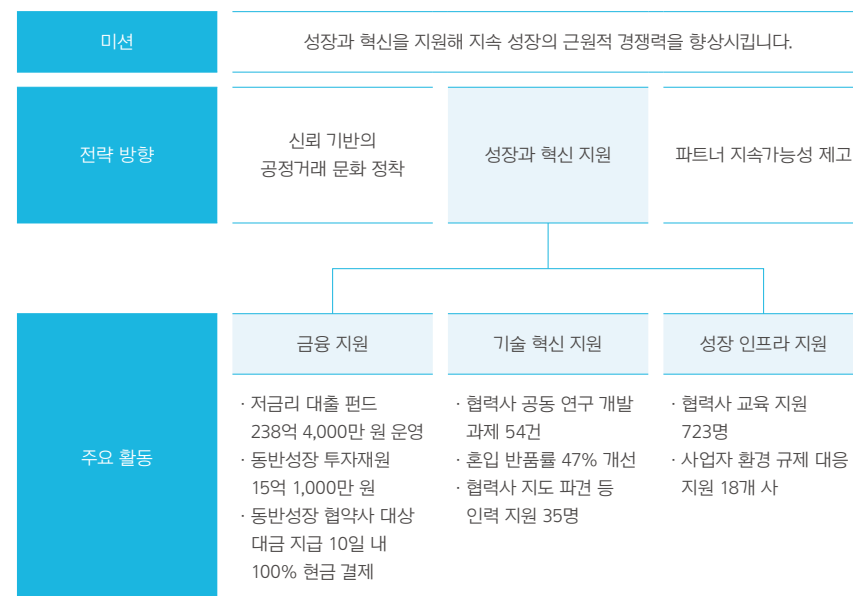 미션
성장과 혁신을 지원해 지속 성장의 근원적 경쟁력을 향상시킵니다.
전략 방향
신뢰 기반의
공정거래 문화 정착
성장과 혁신 지원
파트너 지속가능성 제고
주요 활동
금융 지원
· 저금리 대출 펀드
238억 4,000만 원 운영
· 동반성장 투자재원
15억 1,000만 원
· 동반성장 협약사 대상
대금 지급 10일 내
100% 현금 결제
기술 혁신 지원
· 협력사 공동 연구 개발
과제 54건
· 혼입 반품률 47% 개선
· 협력사 지도 파견 등
인력 지원 35명
성장 인프라 지원
· 협력사 교육 지원
723명
· 사업자 환경 규제 대응
지원 18개 사